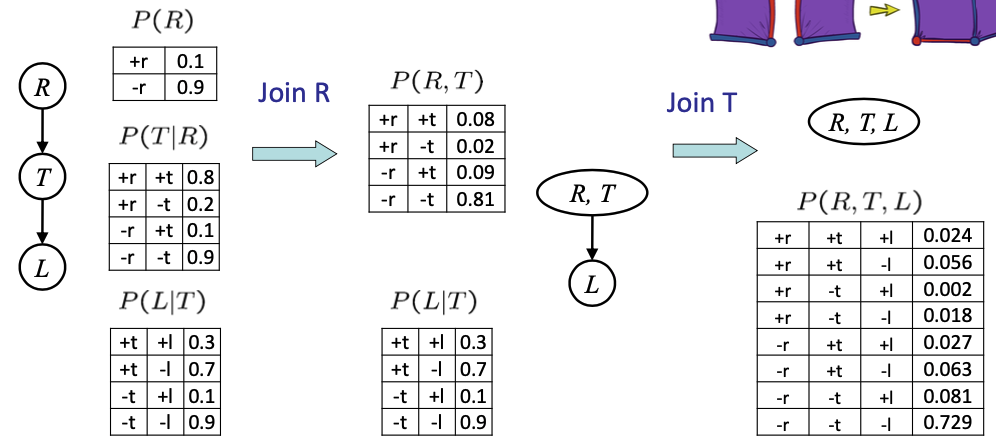 P(R)
+r 0.1
-r 0.9
R
T
L
P(T|R)
+r +t 0.8
+r -t 0.2
-r +t 0.1
-r -t 0.9
P(L|T)
+t +l 0.3
+t -l 0.7
-t +l 0.1
-t -l 0.9
Join R
P(R,T)
+r +t 0.08
+r -t 0.02
-r +t 0.09
-r -t 0.81
P(L|T)
+t +l 0.3
+t -l 0.7
-t +l 0.1
-t -l 0.9
R, T
L
Join T
R, T, L
P(R,T,L)
+r +t +l 0.024
+r +t -l 0.056
+r -t +l 0.002
+r -t -l 0.018
-r +t +l 0.027
-r +t -l 0.063
-r -t +l 0.081
-r -t -l 0.729